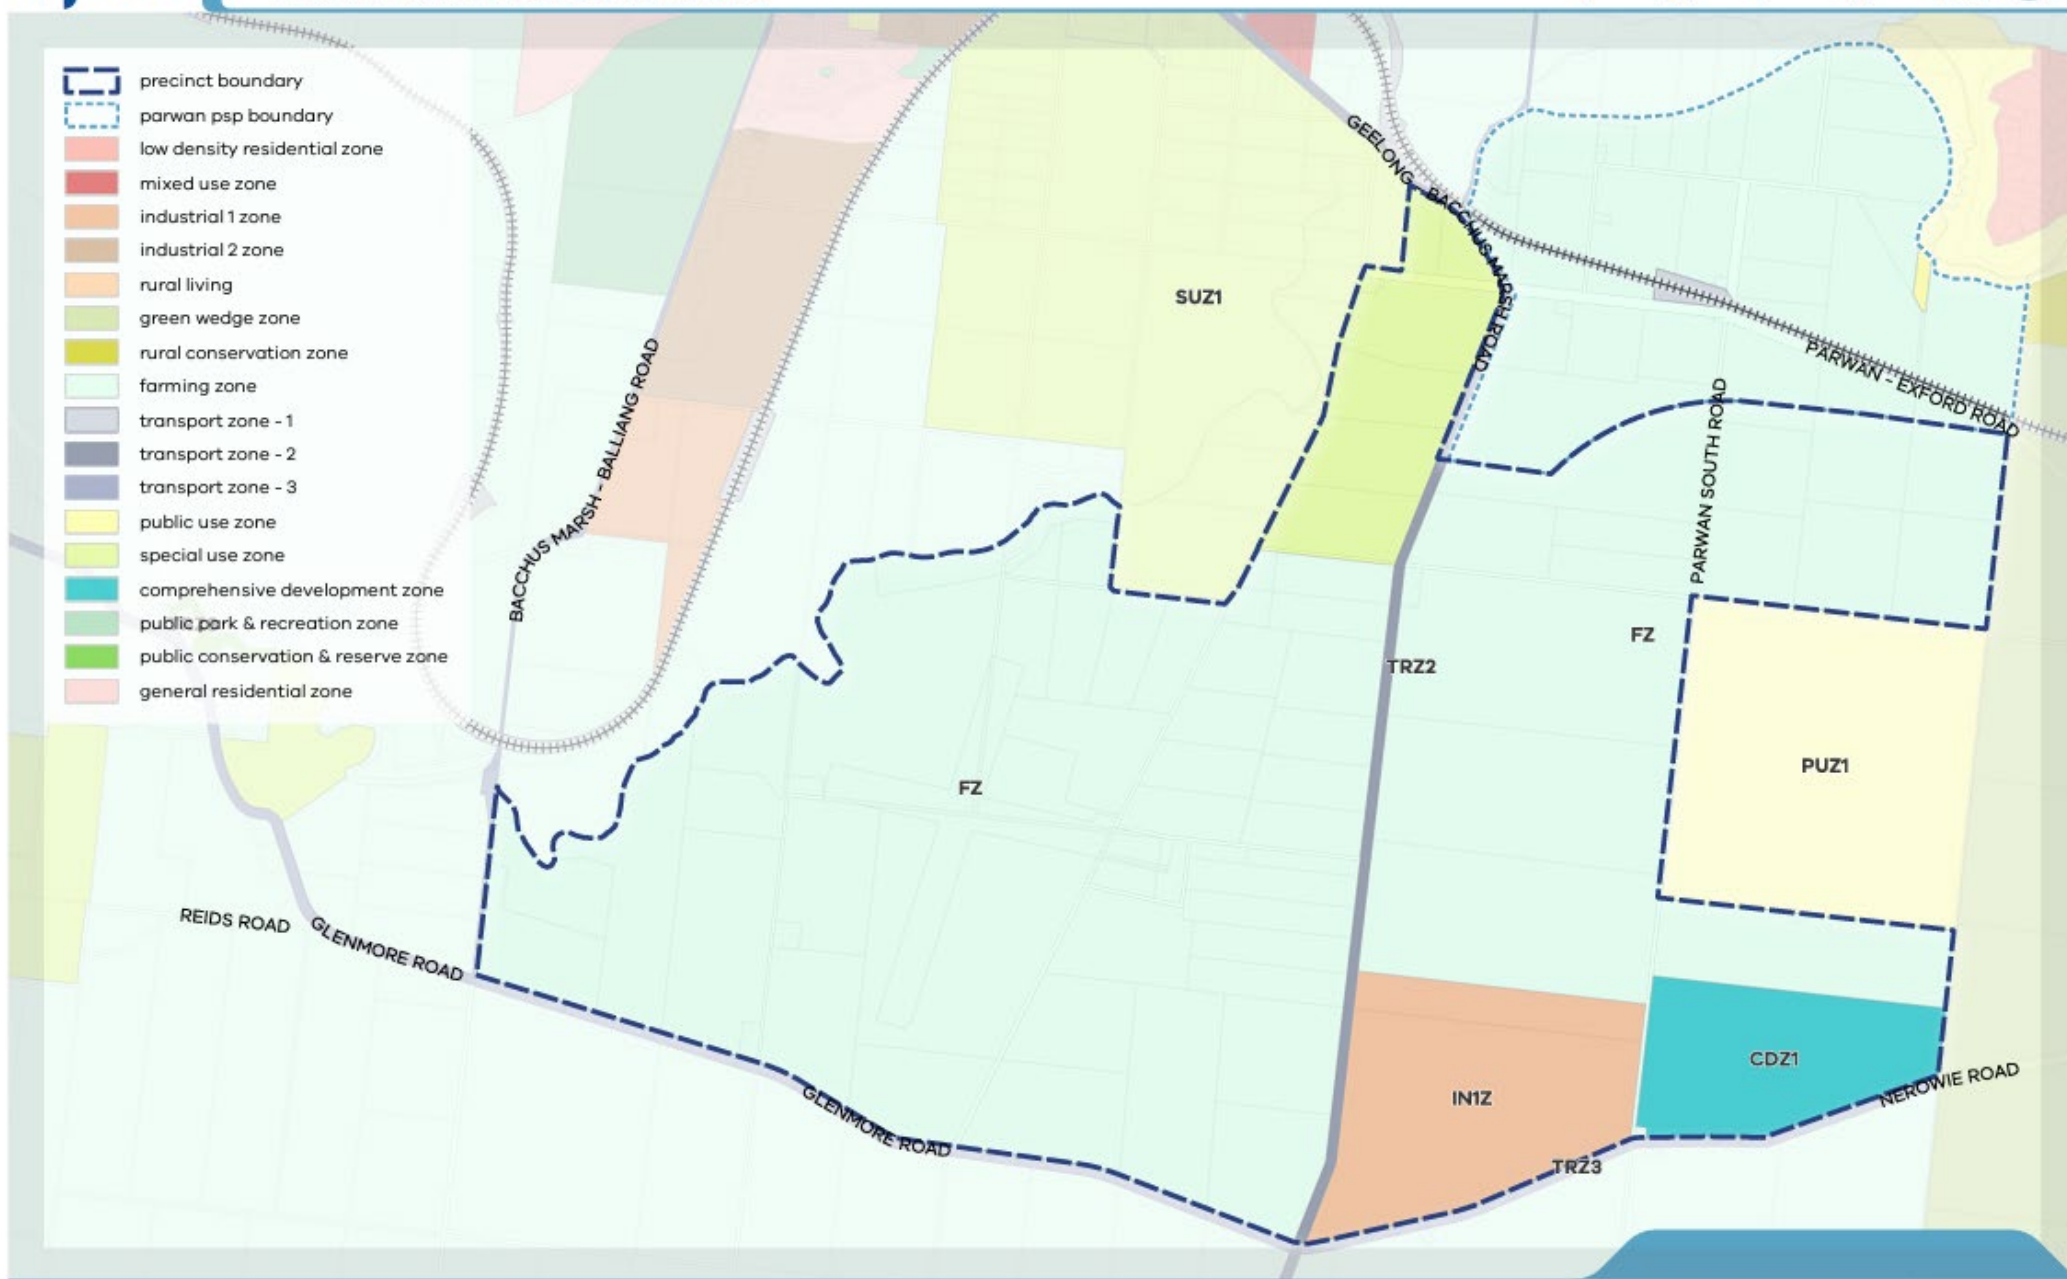 precinct boundary
parwan psp boundary
low density residential zone
mixed use zone
industrial 1 zone
industrial 2 zone
rural living
green wedge zone
rural conservation zone
farming zone
transport zone - 1
transport zone - 2
transport zone - 3
public use zone
special use zone
comprehensive development zone
public park & recreation zone
public conservation & reserve zone
general residential zone
GEELONG - BACCHUS MARSH ROAD
SUZ1
PARWAN - EXFORD ROAD
BACCHUS MARSH - BALLIANG ROAD
PARWAN SOUTH ROAD
FZ
TRZ2
PUZ1
FZ
REIDS ROAD
GLENMORE ROAD
CDZ1
NEROWIE ROAD
IN1Z
GLENMORE ROAD
TRZ3